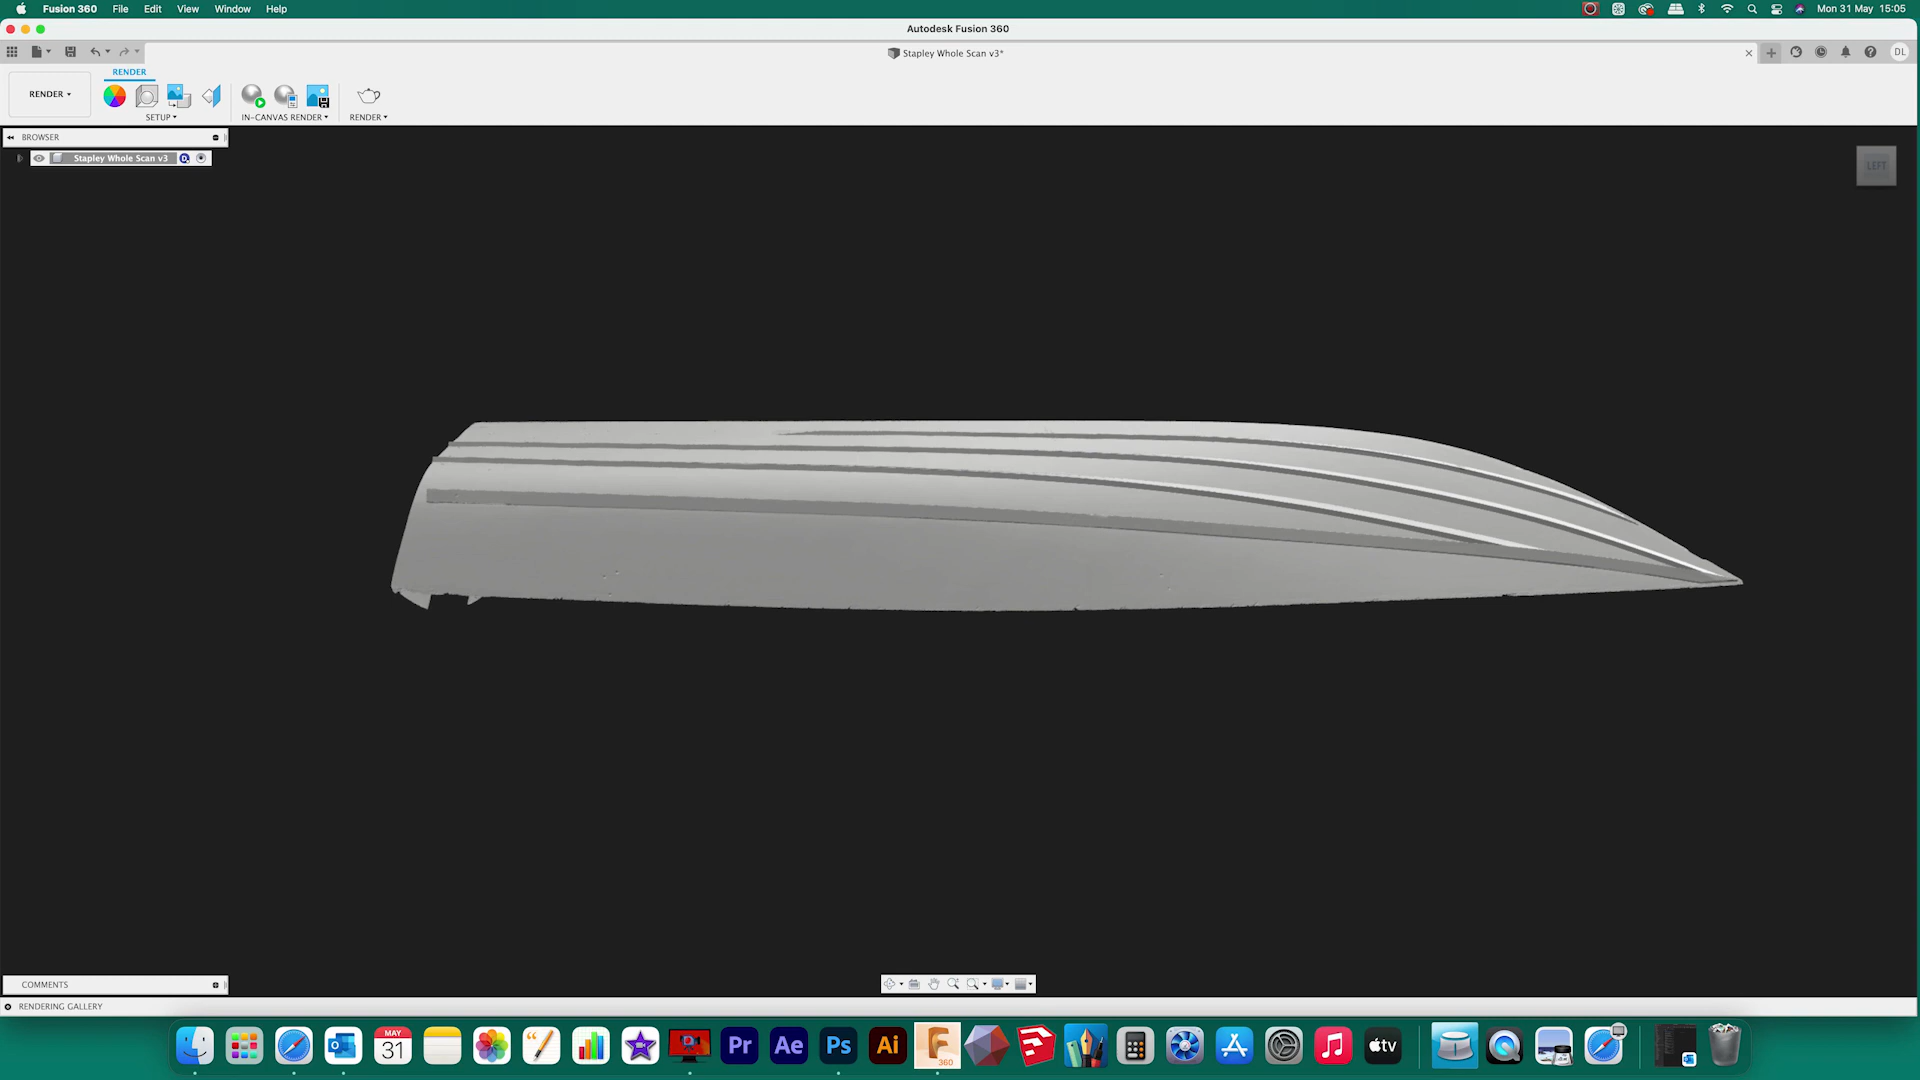 Fusion 360 File Edit View Window Help Mon 31 May 15:05
Autodesk Fusion 360
Stapley Whole Scan v3*
DL
RENDER
RENDER
SETUP IN-CANVAS RENDER RENDER
BROWSER
Stapley Whole Scan v3
LEFT
COMMENTS
RENDERING GALLERY
MAY
31
Pr Ae Ps Ai
360
tv